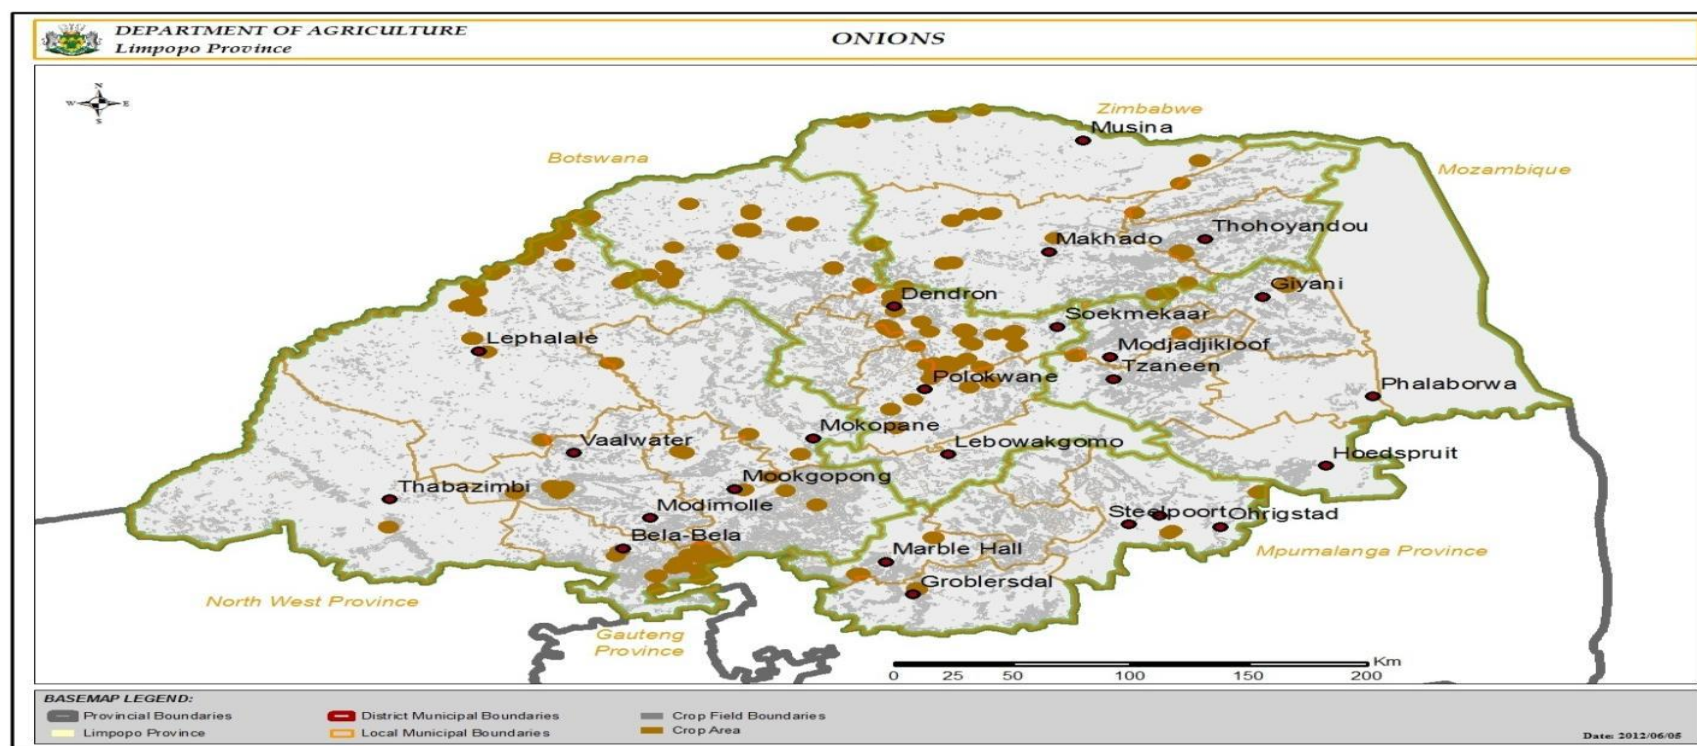 DEPARTMENT OF AGRICULTURE
Limpopo Province
ONIONS
N
W E
S
Zimbabwe
Musina
Botswana
Mozambique
Thohoyandou
Makhado
Giyani
Dendron
Soekmekaar
Lephalale
Modjadjikloof
Tzaneen
Polokwane
Phalaborwa
Mokopane
Vaalwater
Lebowakgomo
Hoedspruit
Mookgopong
Thabazimbi
Modimolle
Steelpoort
Ohrigstad
Bela-Bela
Marble Hall
Mpumalanga Province
Groblersdal
North West Province
Gauteng
Province
Km
0 25 50 100 150 200
BASEMAP LEGEND:
Provincial Boundaries District Municipal Boundaries Crop Field Boundaries
Limpopo Province Local Municipal Boundaries Crop Area
Date: 2012/06/05